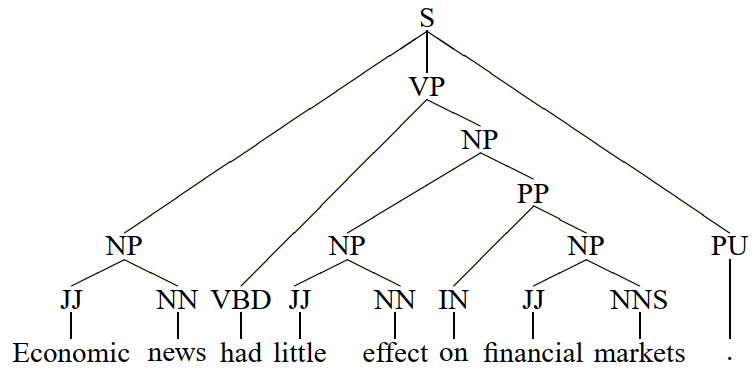 S
VP
NP
PP
NP NP NP PU
JJ NN VBD JJ NN IN JJ NNS
Economic news had little effect on financial markets .